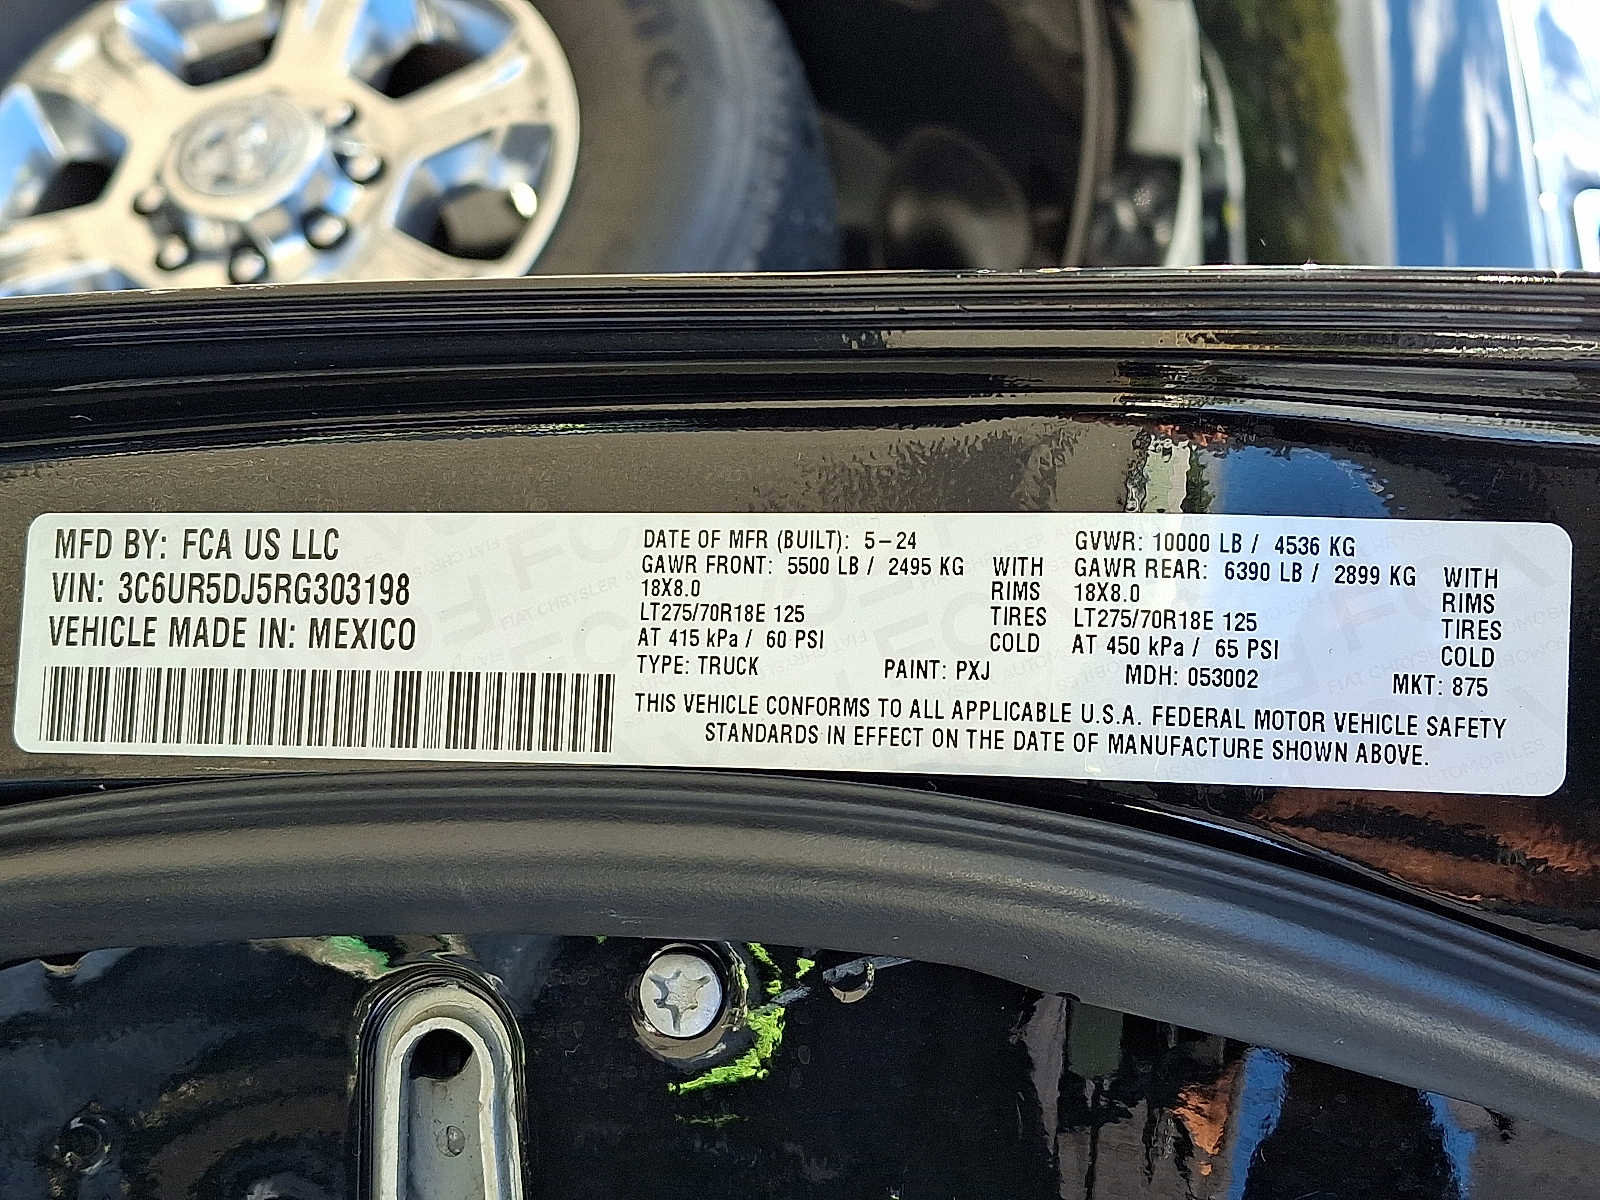 MFD BY: FCA US LLC
VIN: 3C6UR5DJ5RG303198
VEHICLE MADE IN: MEXICO
DATE OF MFR (BUILT): 5-24
GAWR FRONT: 5500 LB / 2495 KG WITH
18X8.0 RIMS
LT275/70R18E 125 TIRES
AT 415 kPa / 60 PSI COLD
GVWR: 10000 LB / 4536 KG
GAWR REAR: 6390 LB / 2899 KG WITH
18X8.0 RIMS
LT275/70R18E 125 TIRES
AT 450 kPa / 65 PSI COLD
TYPE: TRUCK PAINT: PXJ MDH: 053002 MKT: 875
THIS VEHICLE CONFORMS TO ALL APPLICABLE U.S.A. FEDERAL MOTOR VEHICLE SAFETY
STANDARDS IN EFFECT ON THE DATE OF MANUFACTURE SHOWN ABOVE.